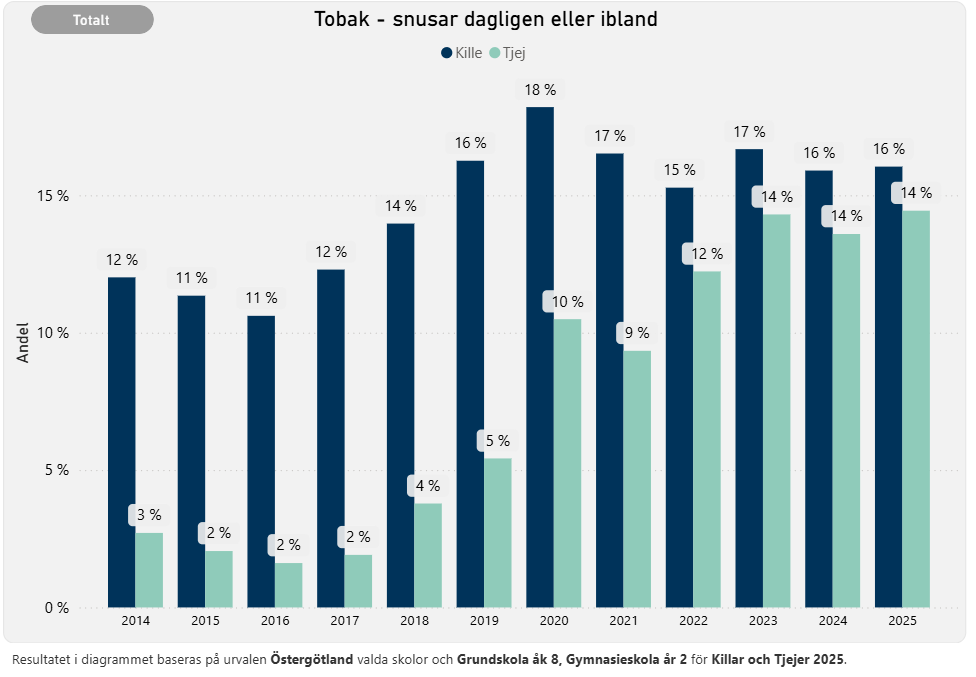 Totalt
Tobak - snusar dagligen eller ibland
Kille Tjej
Andel
15 %
10 %
5 %
0 %
12 % 11 % 11 % 12 % 14 % 16 % 18 % 17 % 15 % 17 % 16 % 16 %
3 % 2 % 2 % 2 % 4 % 5 % 10 % 9 % 12 % 14 % 14 % 14 %
2014 2015 2016 2017 2018 2019 2020 2021 2022 2023 2024 2025
Resultatet i diagrammet baseras på urvalen Östergötland valda skolor och Grundskola åk 8, Gymnasieskola år 2 för Killar och Tjejer 2025.